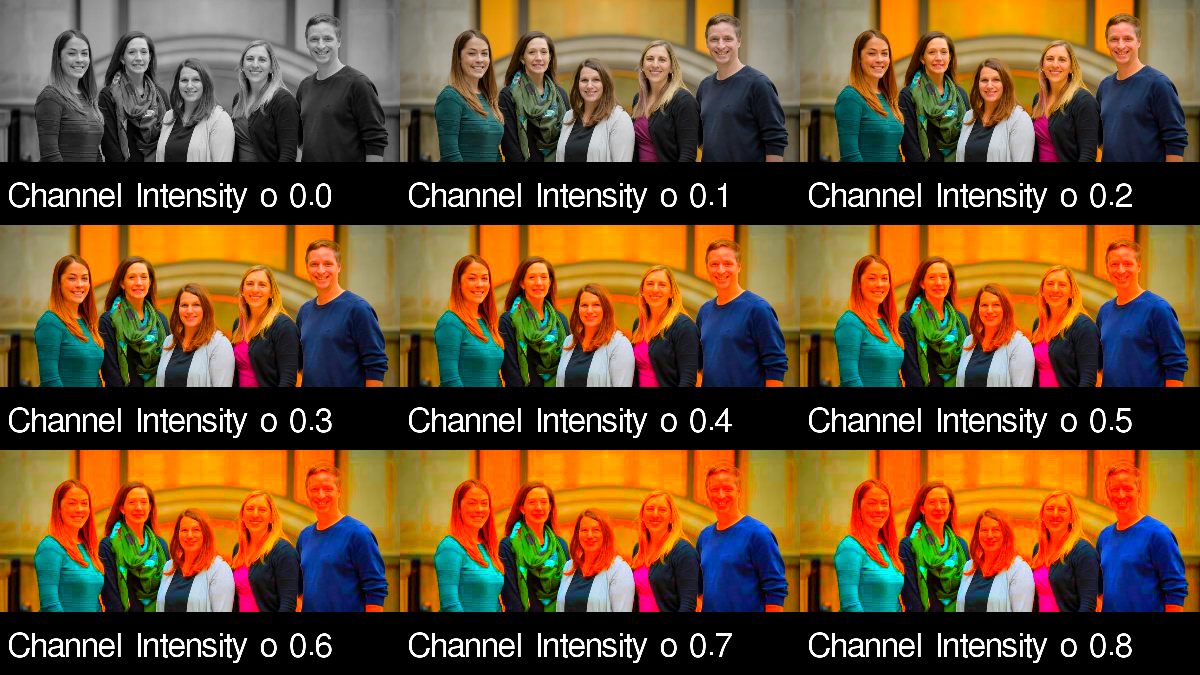 Channel Intensity o 0.0
Channel Intensity o 0.1
Channel Intensity o 0.2
Channel Intensity o 0.3
Channel Intensity o 0.4
Channel Intensity o 0.5
Channel Intensity o 0.6
Channel Intensity o 0.7
Channel Intensity o 0.8